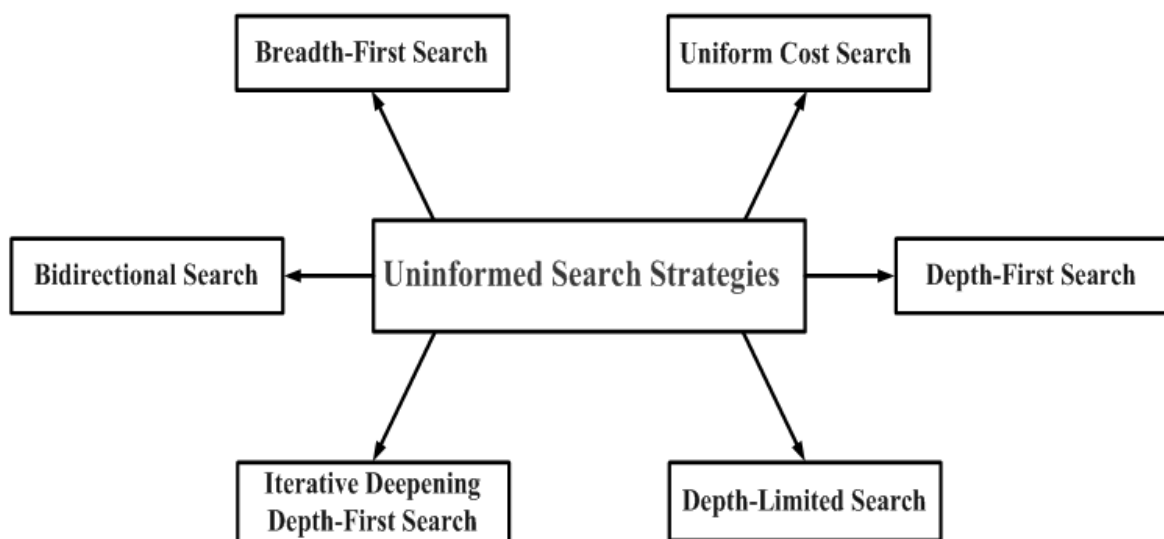 Breadth-First Search
Uniform Cost Search
Bidirectional Search
Uninformed Search Strategies
Depth-First Search
Iterative Deepening
Depth-First Search
Depth-Limited Search